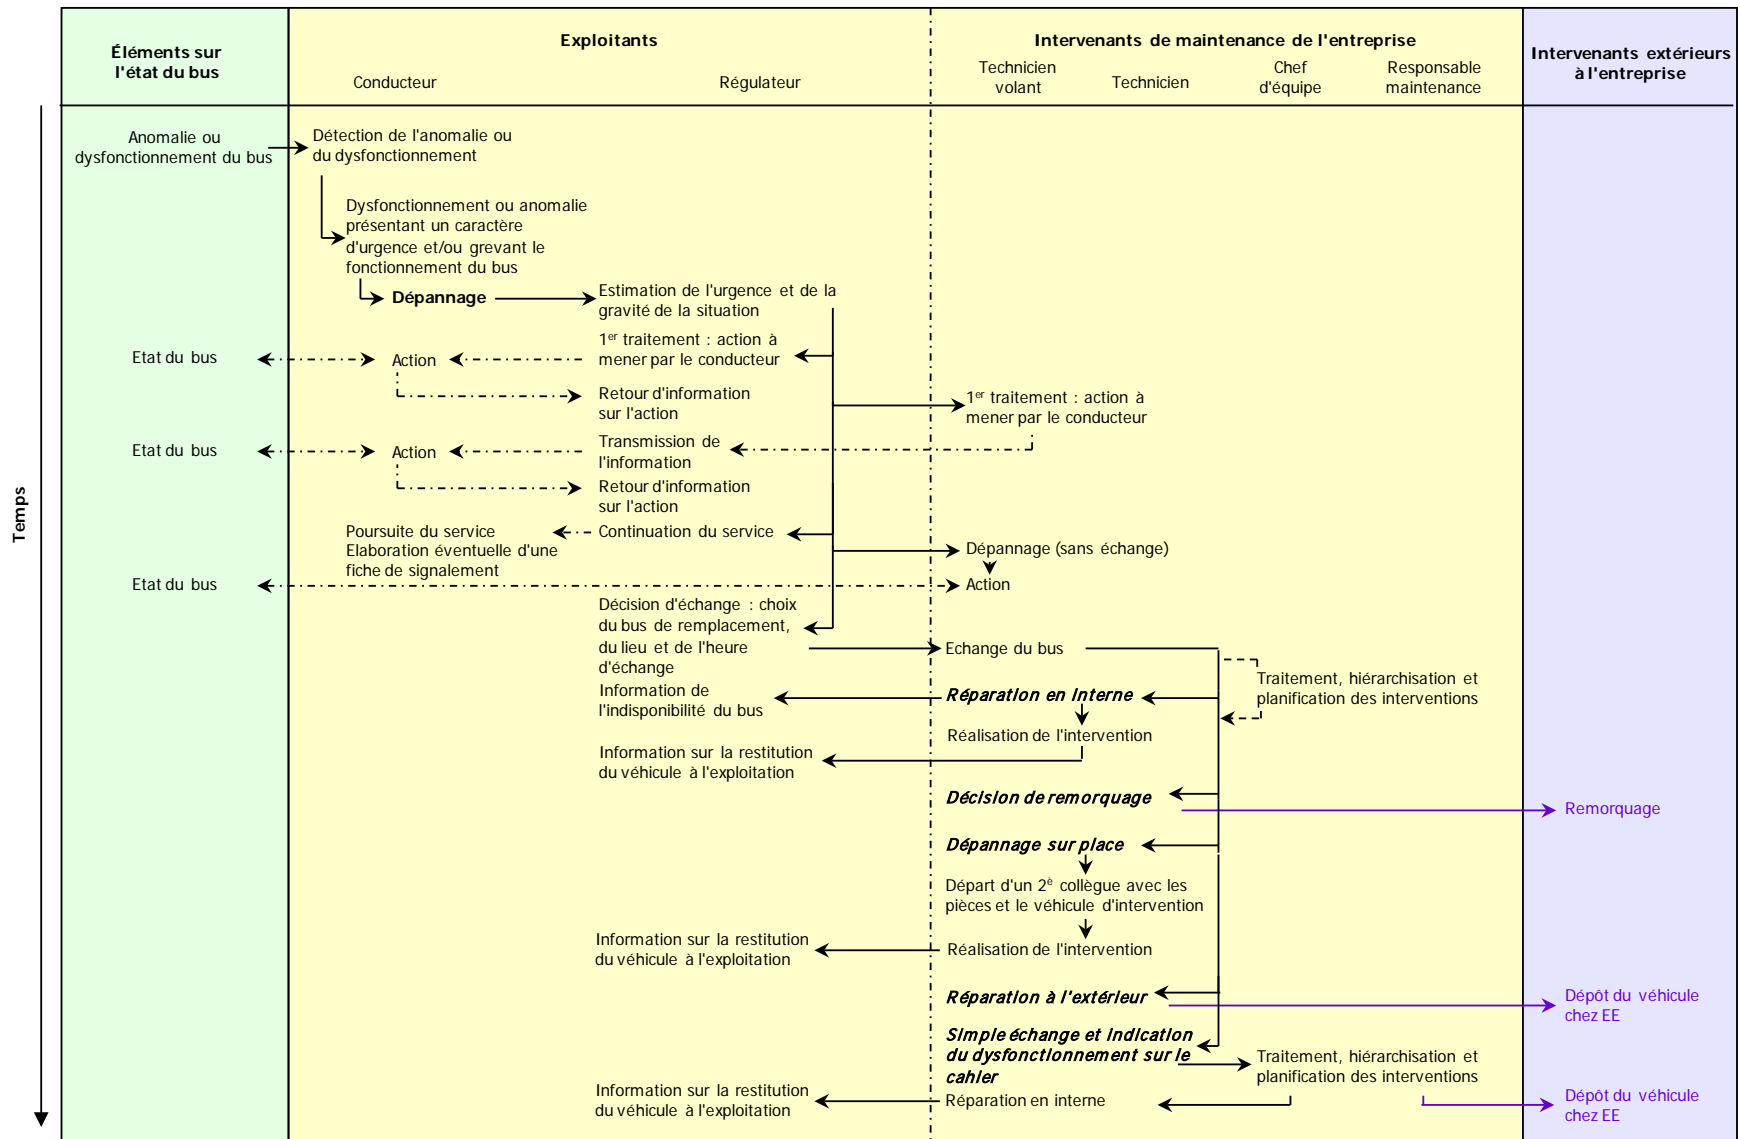 Éléments sur
l'état du bus
Exploitants
Conducteur
Régulateur
Intervenants de maintenance de l'entreprise
Technicien
volant
Technicien
Chef
d'équipe
Responsable
maintenance
Intervenants extérieurs
à l'entreprise
Temps
Anomalie ou
dysfonctionnement du bus
Détection de l'anomalie ou
du dysfonctionnement
Dysfonctionnement ou anomalie
présentant un caractère
d'urgence et/ou grevant le
fonctionnement du bus
Dépannage
Estimation de l'urgence et de la
gravité de la situation
Etat du bus
Action
1er traitement : action à
mener par le conducteur
Retour d'information
sur l'action
1er traitement : action à
mener par le conducteur
Etat du bus
Action
Transmission de
l'information
Retour d'information
sur l'action
Poursuite du service
Elaboration éventuelle d'une
fiche de signalement
Continuation du service
Dépannage (sans échange)
Etat du bus
Action
Décision d'échange : choix
du bus de remplacement,
du lieu et de l'heure
d'échange
Echange du bus
Traitement, hiérarchisation et
planification des interventions
Information de
l'indisponibilité du bus
Réparation en interne
Réalisation de l'intervention
Information sur la restitution
du véhicule à l'exploitation
Décision de remorquage
Remorquage
Dépannage sur place
Départ d'un 2è collègue avec les
pièces et le véhicule d'intervention
Information sur la restitution
du véhicule à l'exploitation
Réalisation de l'intervention
Réparation à l'extérieur
Dépôt du véhicule
chez EE
Simple échange et indication
du dysfonctionnement sur le
cahier
Traitement, hiérarchisation et
planification des interventions
Information sur la restitution
du véhicule à l'exploitation
Réparation en interne
Dépôt du véhicule
chez EE